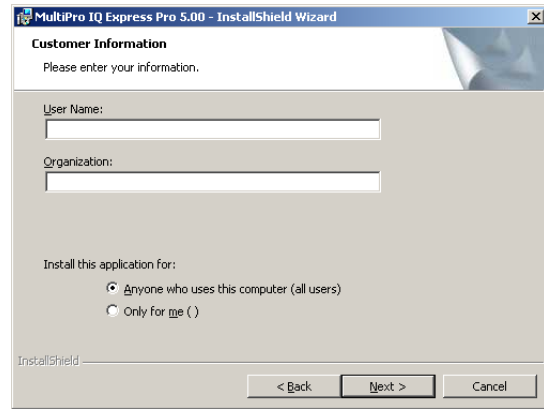 MultiPro IQ Express Pro 5.00 - InstallShield Wizard
Customer Information
Please enter your information.
User Name:
Organization:
Install this application for:
Anyone who uses this computer (all users)
Only for me ( )
InstallShield
< Back Next > Cancel